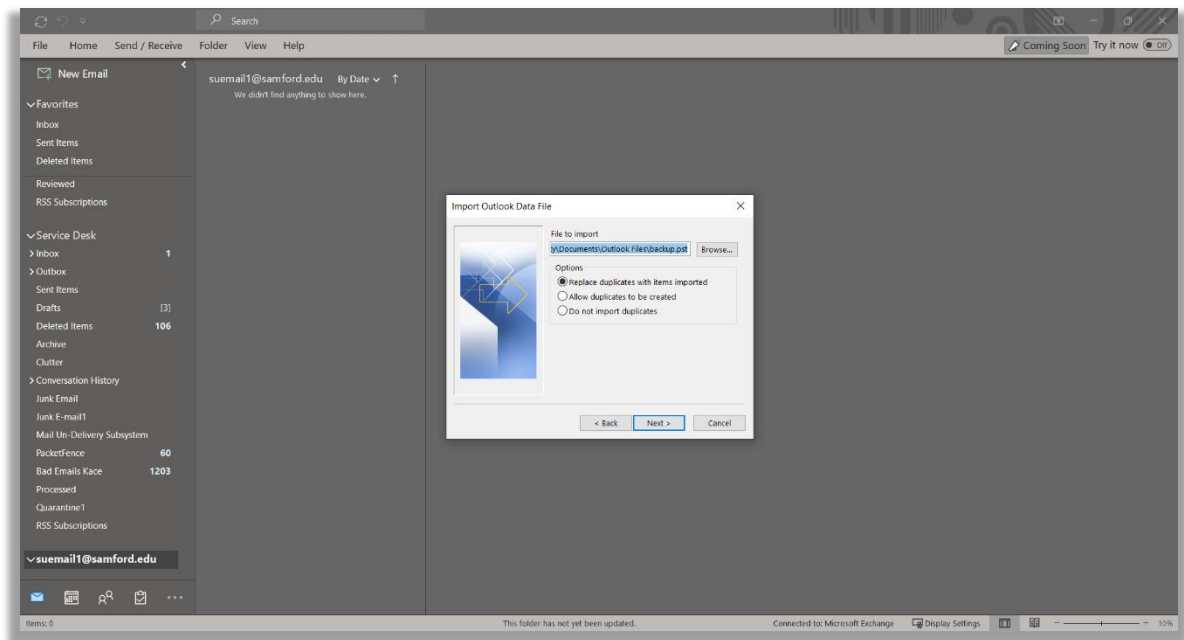 Search
File Home Send / Receive Folder View Help
Coming Soon Try it now Off
New Email
Favorites
Inbox
Sent Items
Deleted Items
Reviewed
RSS Subscriptions
Service Desk
Inbox 1
Outbox
Sent Items
Drafts [3]
Deleted Items 106
Archive
Clutter
Conversation History
Junk Email
Junk E-mail1
Mail Un-Delivery Subsystem
PacketFence 60
Bad Emails Kace 1203
Processed
Quarantine1
RSS Subscriptions
suemail1@samford.edu
suemail1@samford.edu By Date
We didn't find anything to show here.
Import Outlook Data File
File to import
y\Documents\Outlook Files\backup.pst Browse...
Options
Replace duplicates with items imported
Allow duplicates to be created
Do not import duplicates
< Back Next > Cancel
Items: 0 This folder has not yet been updated. Connected to: Microsoft Exchange Display Settings 10%